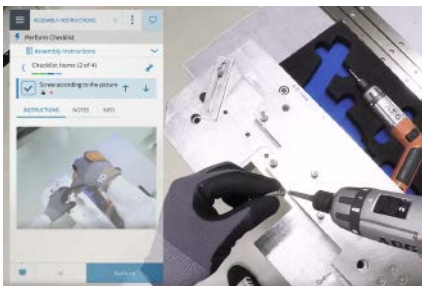 ASSEMBLY INSTRUCTIONS
Perform Checklist
Assembly Instructions
Checklist Items (2 of 4)
Screw according to the picture
INSTRUCTIONS
NOTES
INFO
AEG